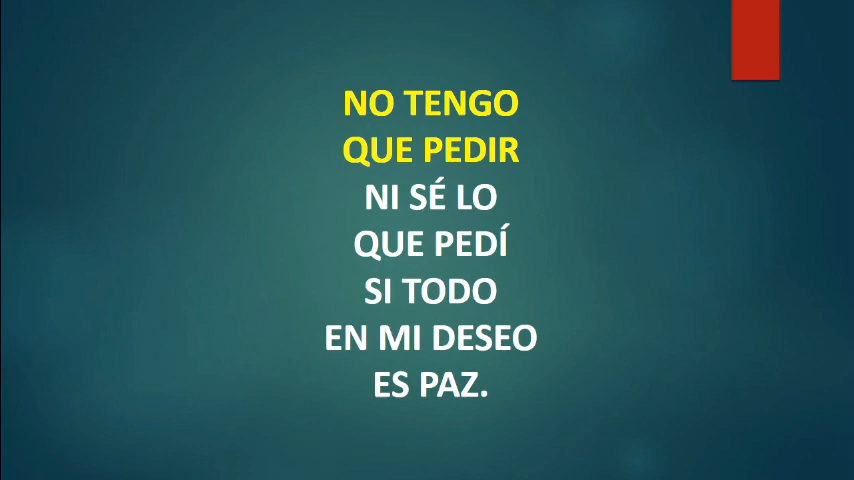 NO TENGO
QUE PEDIR
NI SÉ LO
QUE PEDÍ
SI TODO
EN MI DESEO
ES PAZ.